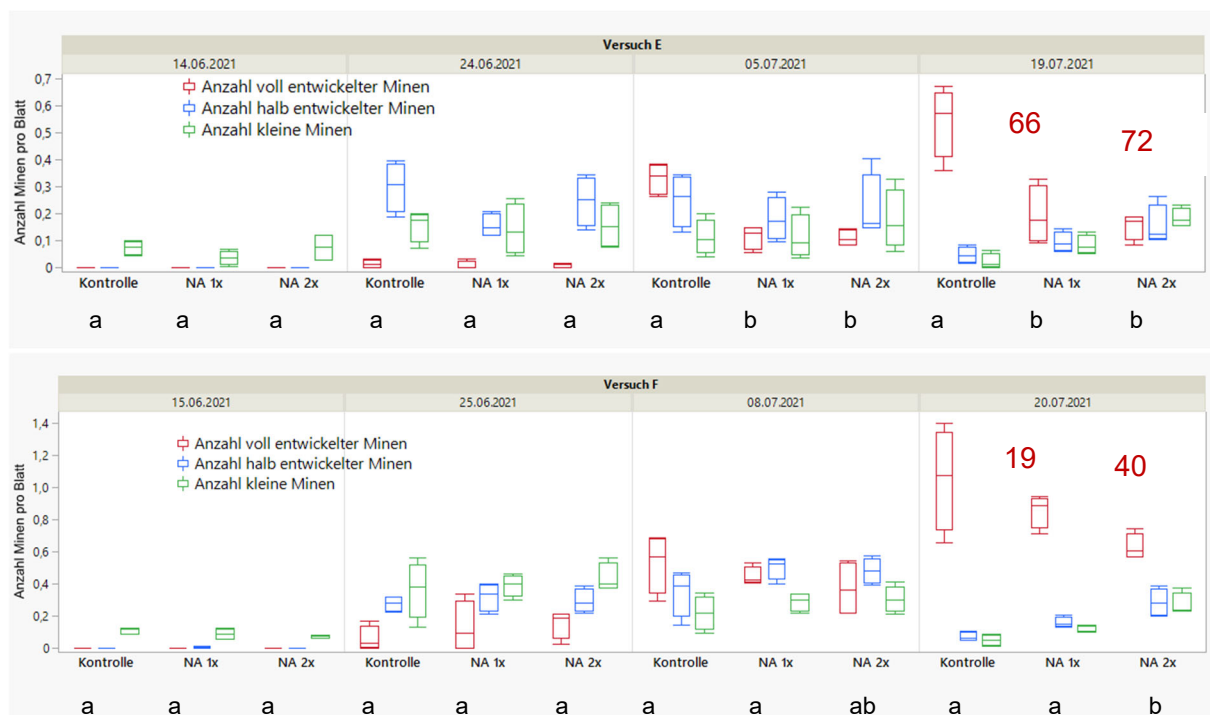 Versuch E
14.06.2021 24.06.2021 05.07.2021 19.07.2021
Anzahl Minen pro Blatt
0,7
0,6
0,5
0,4
0,3
0,2
0,1
0
Anzahl voll entwickelter Minen
Anzahl halb entwickelter Minen
Anzahl kleine Minen
66
72
Kontrolle NA 1x NA 2x Kontrolle NA 1x NA 2x Kontrolle NA 1x NA 2x Kontrolle NA 1x NA 2x
a a a a a a a b b a b b
Versuch F
15.06.2021 25.06.2021 08.07.2021 20.07.2021
Anzahl Minen pro Blatt
1,4
1,2
1,0
0,8
0,6
0,4
0,2
0
Anzahl voll entwickelter Minen
Anzahl halb entwickelter Minen
Anzahl kleine Minen
19
40
Kontrolle NA 1x NA 2x Kontrolle NA 1x NA 2x Kontrolle NA 1x NA 2x Kontrolle NA 1x NA 2x
a a a a a a a a ab a a b